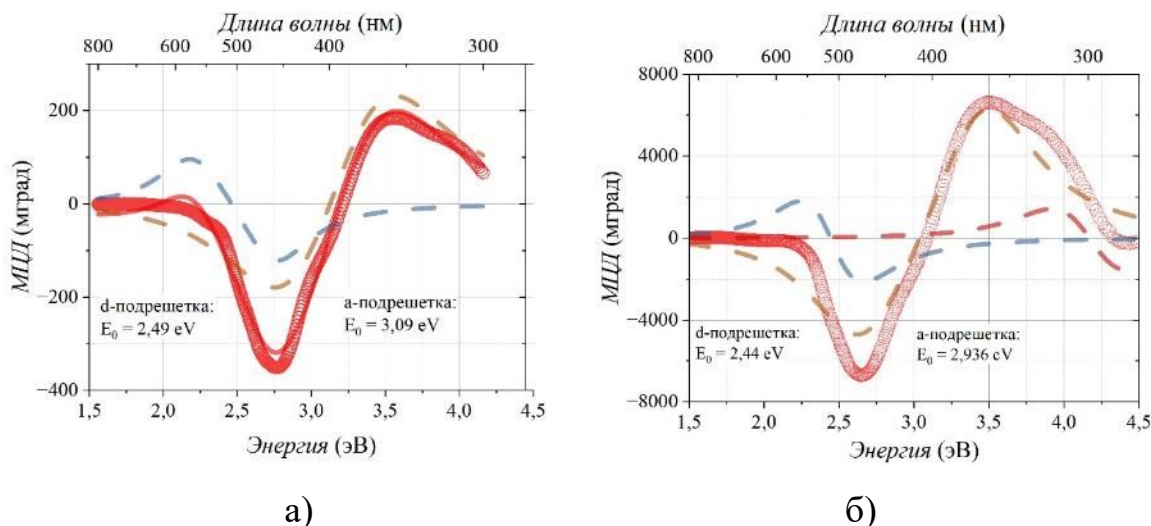 Длина волны (нм)
800 600 500 400 300
МЦД (мград)
200
0
−200
−400
d-подрешетка:
E₀ = 2,49 eV
a-подрешетка:
E₀ = 3,09 eV
1,5 2,0 2,5 3,0 3,5 4,0 4,5
Энергия (эВ)
а)
Длина волны (нм)
800 600 500 400 300
МЦД (мград)
8000
4000
0
−4000
−8000
d-подрешетка:
E₀ = 2,44 eV
a-подрешетка:
E₀ = 2,936 eV
1,5 2,0 2,5 3,0 3,5 4,0 4,5
Энергия (эВ)
б)